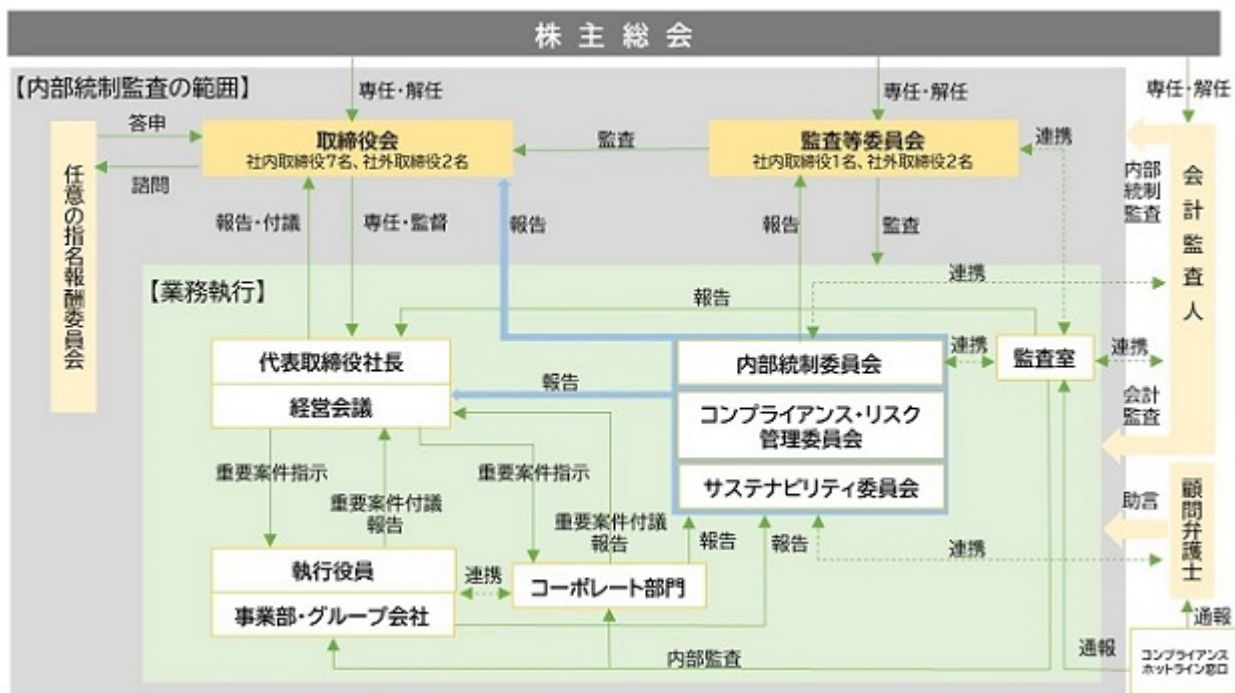 株主総会
【内部統制監査の範囲】
専任・解任
専任・解任
専任・解任
答申
諮問
任意の指名報酬委員会
取締役会
社内取締役7名、社外取締役2名
監査
監査等委員会
社内取締役1名、社外取締役2名
連携
内部
統制
監査
会計監査人
報告・付議
専任・監督
報告
報告
監査
【業務執行】
連携
報告
代表取締役社長
経営会議
報告
内部統制委員会
コンプライアンス・リスク
管理委員会
サステナビリティ委員会
連携
監査室
連携
会計
監査
重要案件指示
重要案件付議
報告
重要案件指示
重要案件付議
報告
報告
報告
連携
助言
顧問弁護士
執行役員
事業部・グループ会社
連携
コーポレート部門
内部監査
通報
通報
コンプライアンス
ホットライン窓口